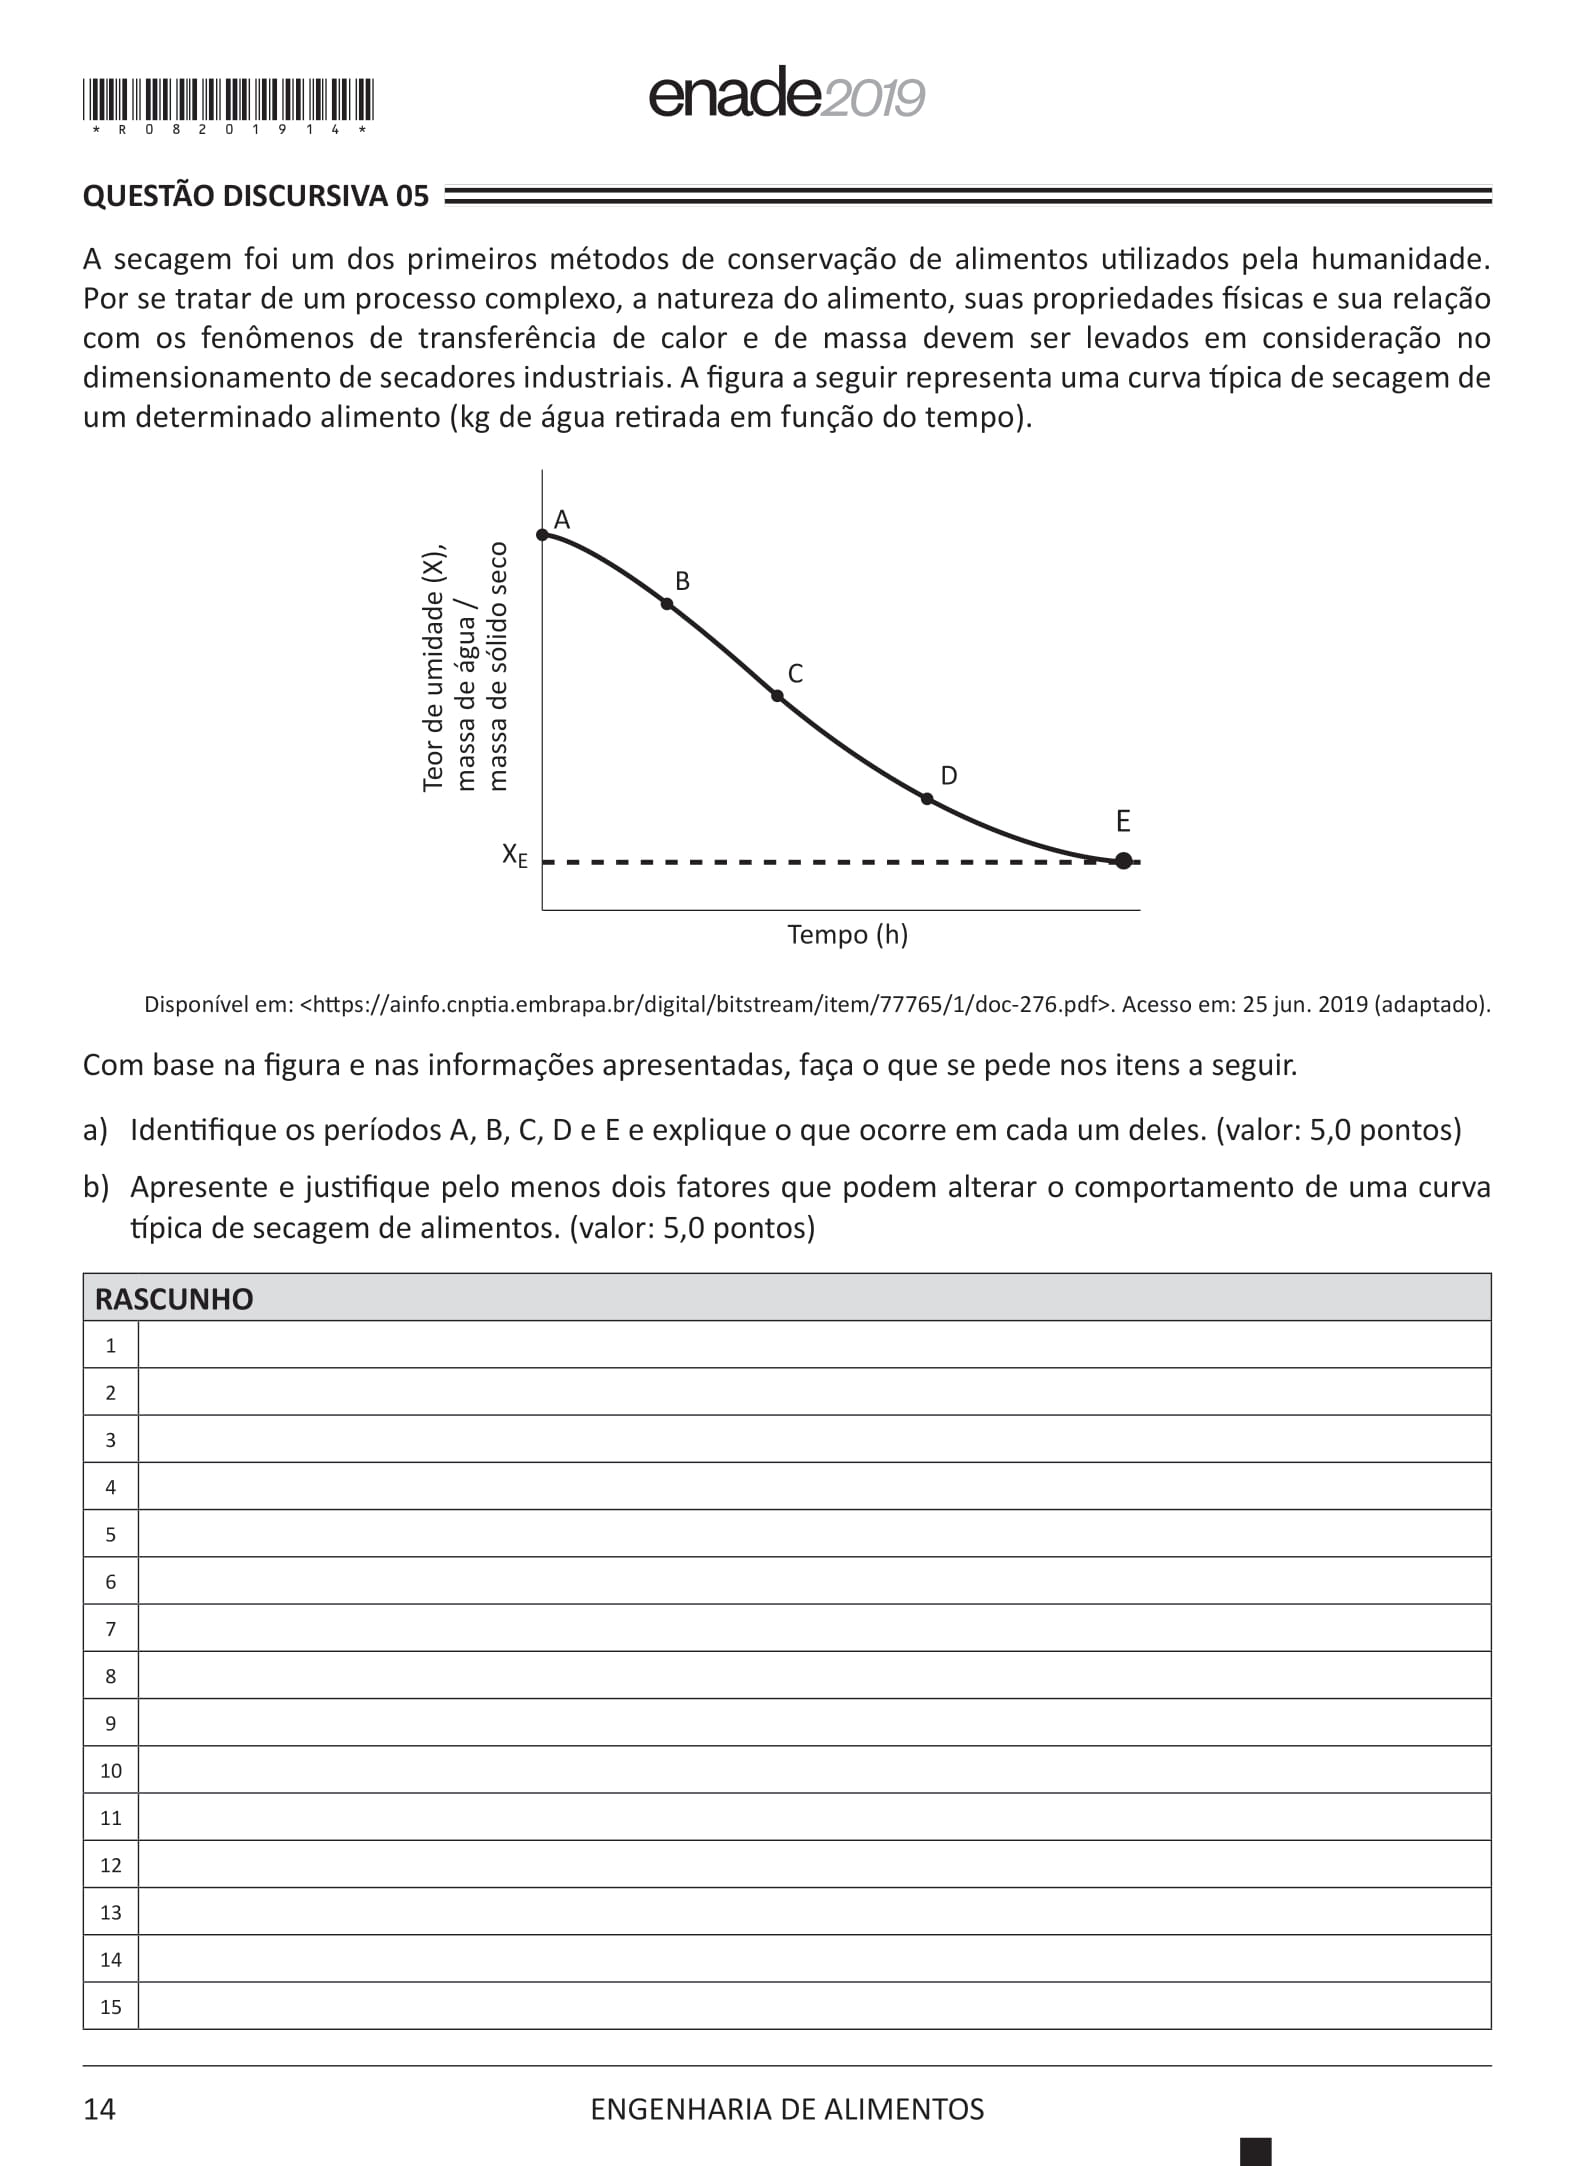 *R08201914*
enade2019
QUESTÃO DISCURSIVA 05
A secagem foi um dos primeiros métodos de conservação de alimentos utilizados pela humanidade.
Por se tratar de um processo complexo, a natureza do alimento, suas propriedades físicas e sua relação
com os fenômenos de transferência de calor e de massa devem ser levados em consideração no
dimensionamento de secadores industriais. A figura a seguir representa uma curva típica de secagem de
um determinado alimento (kg de água retirada em função do tempo).
Teor de umidade (X),
massa de água /
massa de sólido seco
A
B
C
D
E
XE
Tempo (h)
Disponível em: <https://ainfo.cnptia.embrapa.br/digital/bitstream/item/77765/1/doc-276.pdf>. Acesso em: 25 jun. 2019 (adaptado).
Com base na figura e nas informações apresentadas, faça o que se pede nos itens a seguir.
a) Identifique os períodos A, B, C, D e E e explique o que ocorre em cada um deles. (valor: 5,0 pontos)
b) Apresente e justifique pelo menos dois fatores que podem alterar o comportamento de uma curva
típica de secagem de alimentos. (valor: 5,0 pontos)
RASCUNHO
1
2
3
4
5
6
7
8
9
10
11
12
13
14
15
14 ENGENHARIA DE ALIMENTOS